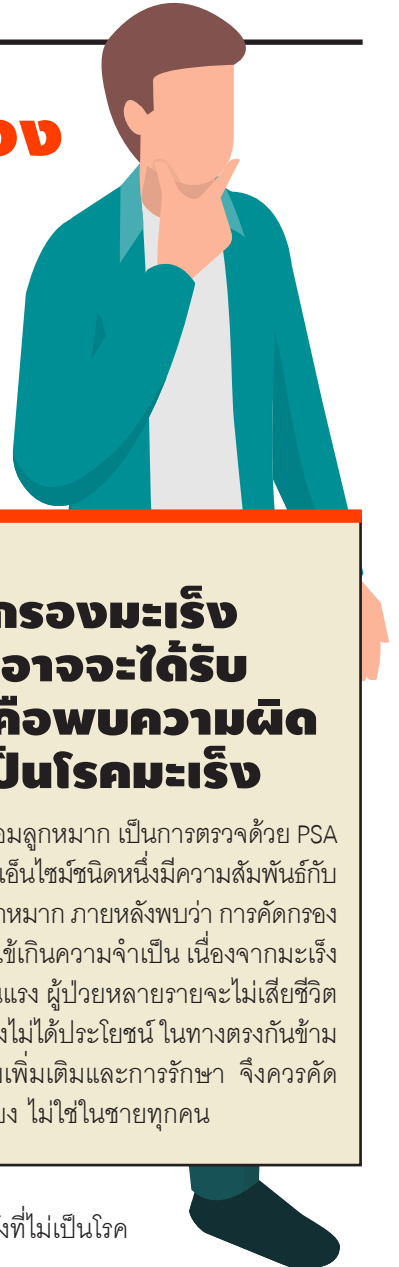 อง
กรองมะเร็ง
อาจจะได้รับ
คือพบความผิด
ป็นโรคมะเร็ง
อมลูกหมาก เป็นการตรวจด้วย PSA
เอ็นไซม์ชนิดหนึ่งมีความสัมพันธ์กับ
กหมาก ภายหลังพบว่า การคัดกรอง
ข้เกินความจำเป็น เนื่องจากมะเร็ง
นแรง ผู้ป่วยหลายรายจะไม่เสียชีวิต
งไม่ได้ประโยชน์ ในทางตรงกันข้าม
มเพิ่มเติมและการรักษา จึงควรคัด
ยง ไม่ใช่ในชายทุกคน
งที่ไม่เป็นโรค